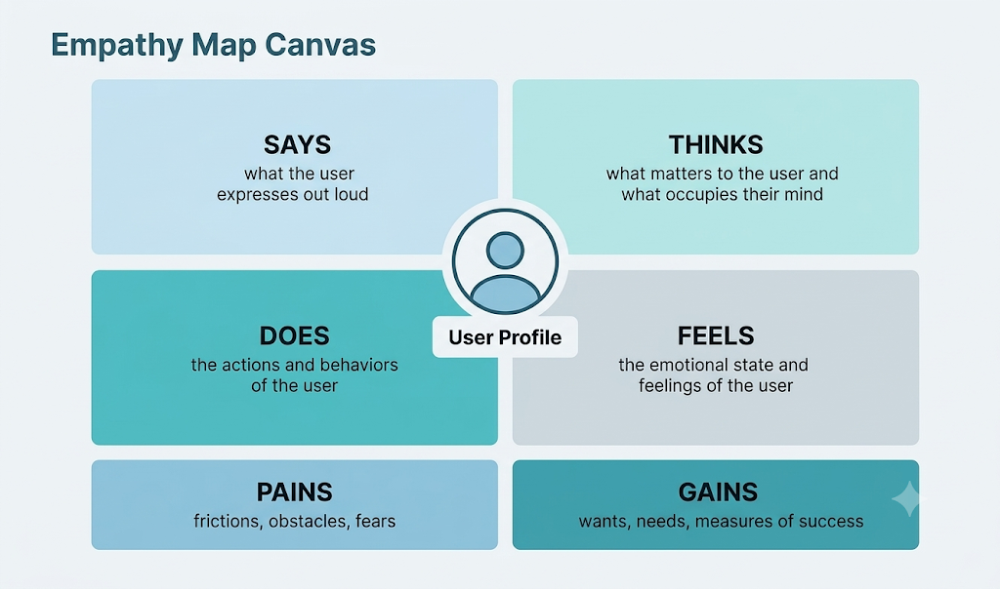 Empathy Map Canvas
SAYS
what the user
expresses out loud
THINKS
what matters to the user and
what occupies their mind
User Profile
DOES
the actions and behaviors
of the user
FEELS
the emotional state and
feelings of the user
PAINS
frictions, obstacles, fears
GAINS
wants, needs, measures of success